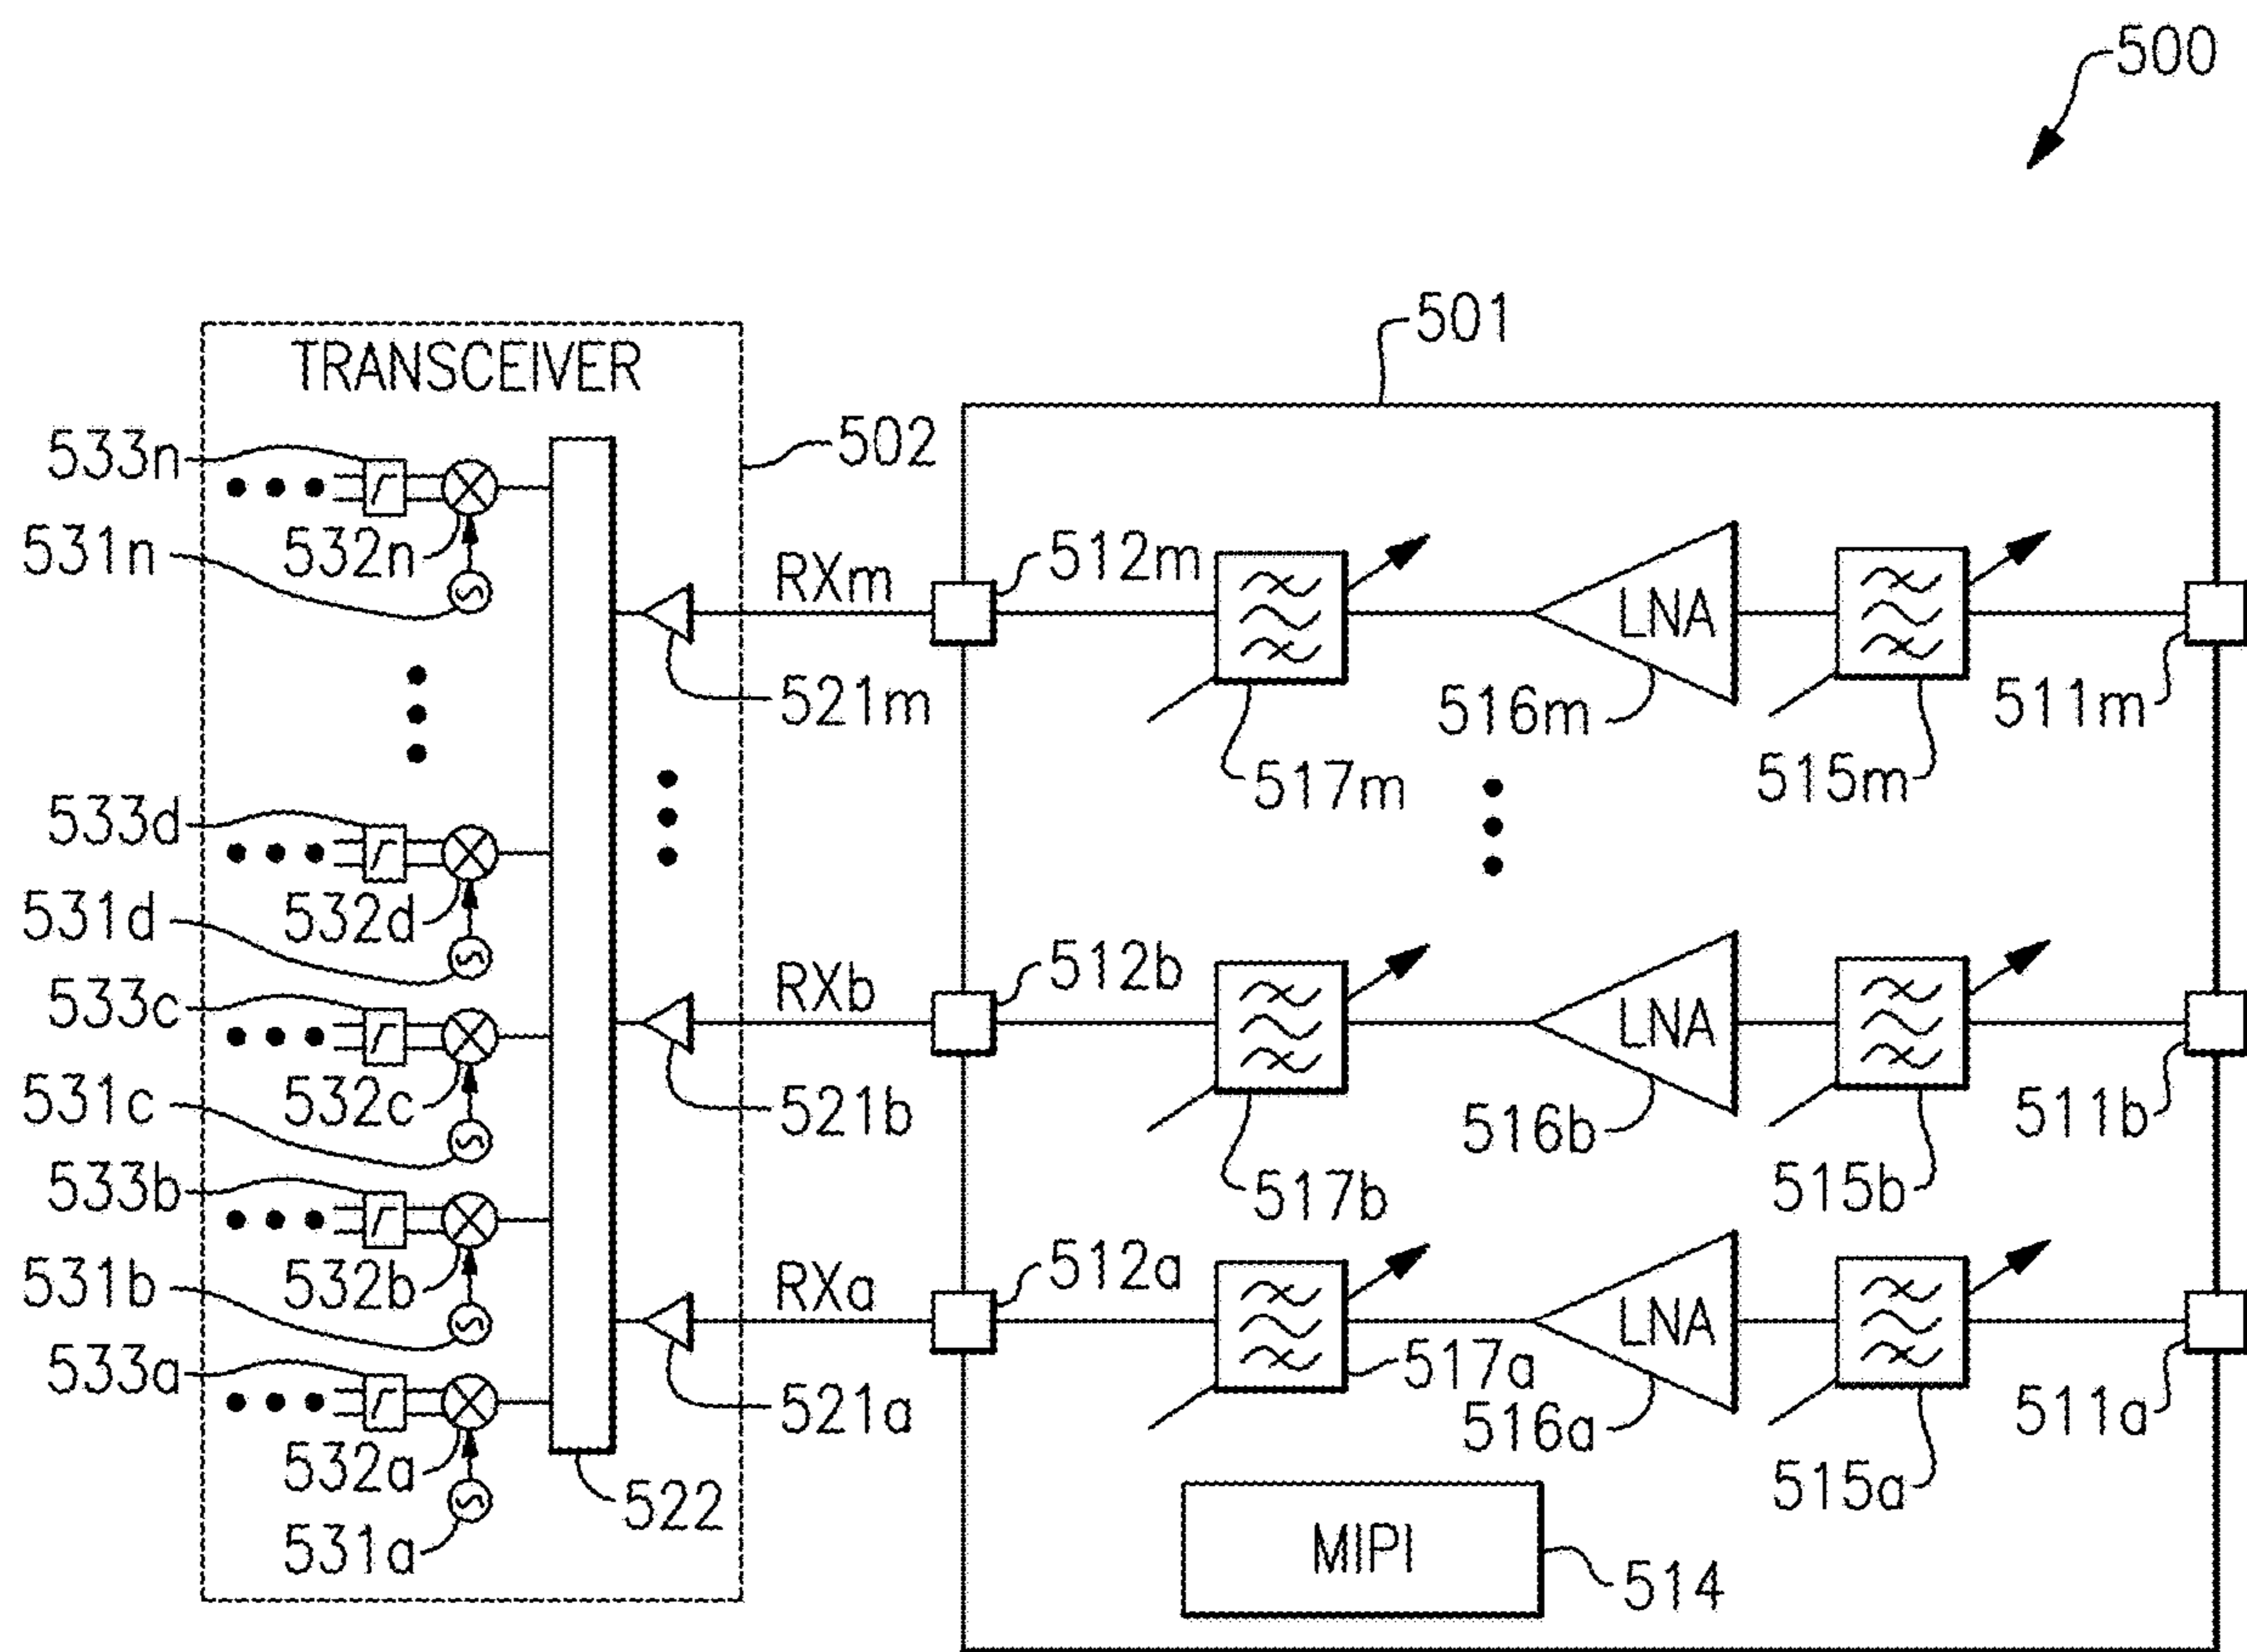 500
501
TRANSCEIVER
502
533n
531n
532n
RXm
512m
LNA
521m
516m
511m
517m
515m
533d
531d
532d
533c
RXb
512b
LNA
531c
532c
521b
516b
511b
533b
517b
515b
531b
532b
RXa
512a
LNA
533a
517a
521a
516a
511a
532a
515a
522
531a
MIPI
514